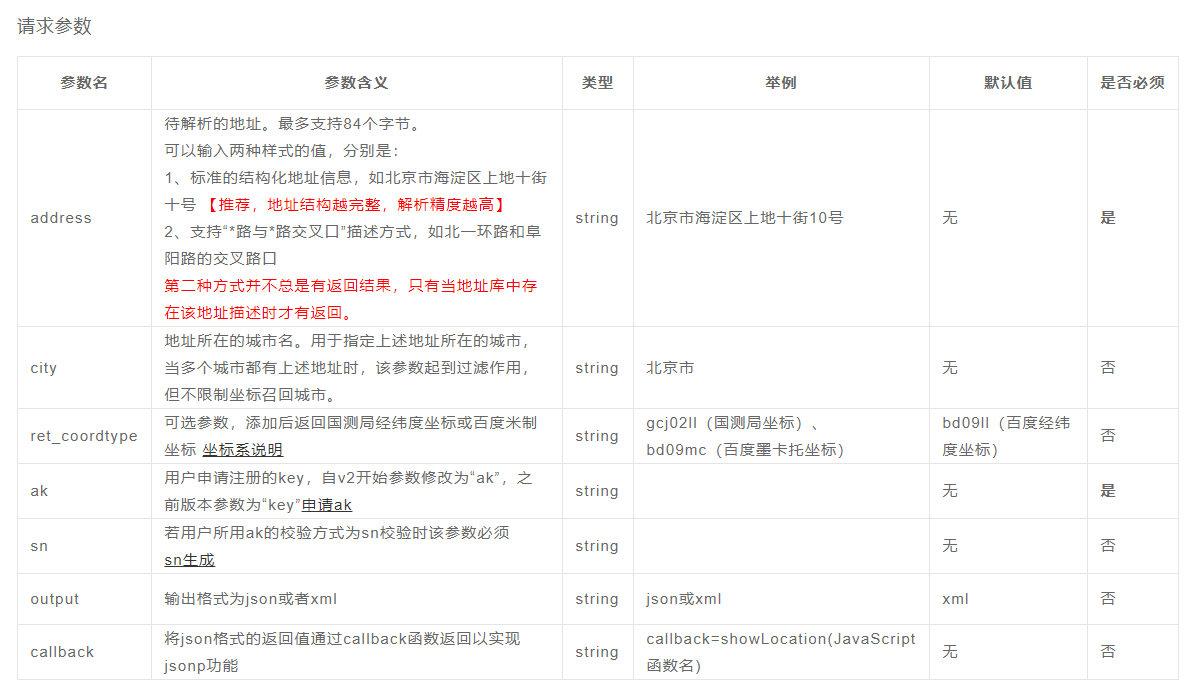 请求参数
参数名 参数含义 类型 举例 默认值 是否必须
待解析的地址。最多支持84个字节。
可以输入两种样式的值，分别是：
1、标准的结构化地址信息，如北京市海淀区上地十街
十号 【推荐，地址结构越完整，解析精度越高】
address string 北京市海淀区上地十街10号 无 是
2、支持“*路与*路交叉口”描述方式，如北一环路和阜
阳路的交叉路口
第二种方式并不总是有返回结果，只有当地址库中存
在该地址描述时才有返回。
地址所在的城市名。用于指定上述地址所在的城市，
city 当多个城市都有上述地址时，该参数起到过滤作用， string 北京市 无 否
但不限制坐标召回城市。
ret_coordtype 可选参数，添加后返回国测局经纬度坐标或百度米制 string gcj02ll（国测局坐标）、 bd09ll（百度经纬 否
坐标 坐标系说明 bd09mc（百度墨卡托坐标） 度坐标）
ak 用户申请注册的key，自v2开始参数修改为“ak”，之 string 无 是
前版本参数为“key”申请ak
sn 若用户所用ak的校验方式为sn校验时该参数必须 string 无 否
sn生成
output 输出格式为json或者xml string json或xml xml 否
callback 将json格式的返回值通过callback函数返回以实现 string callback=showLocation(JavaScript 无 否
jsonp功能 函数名)